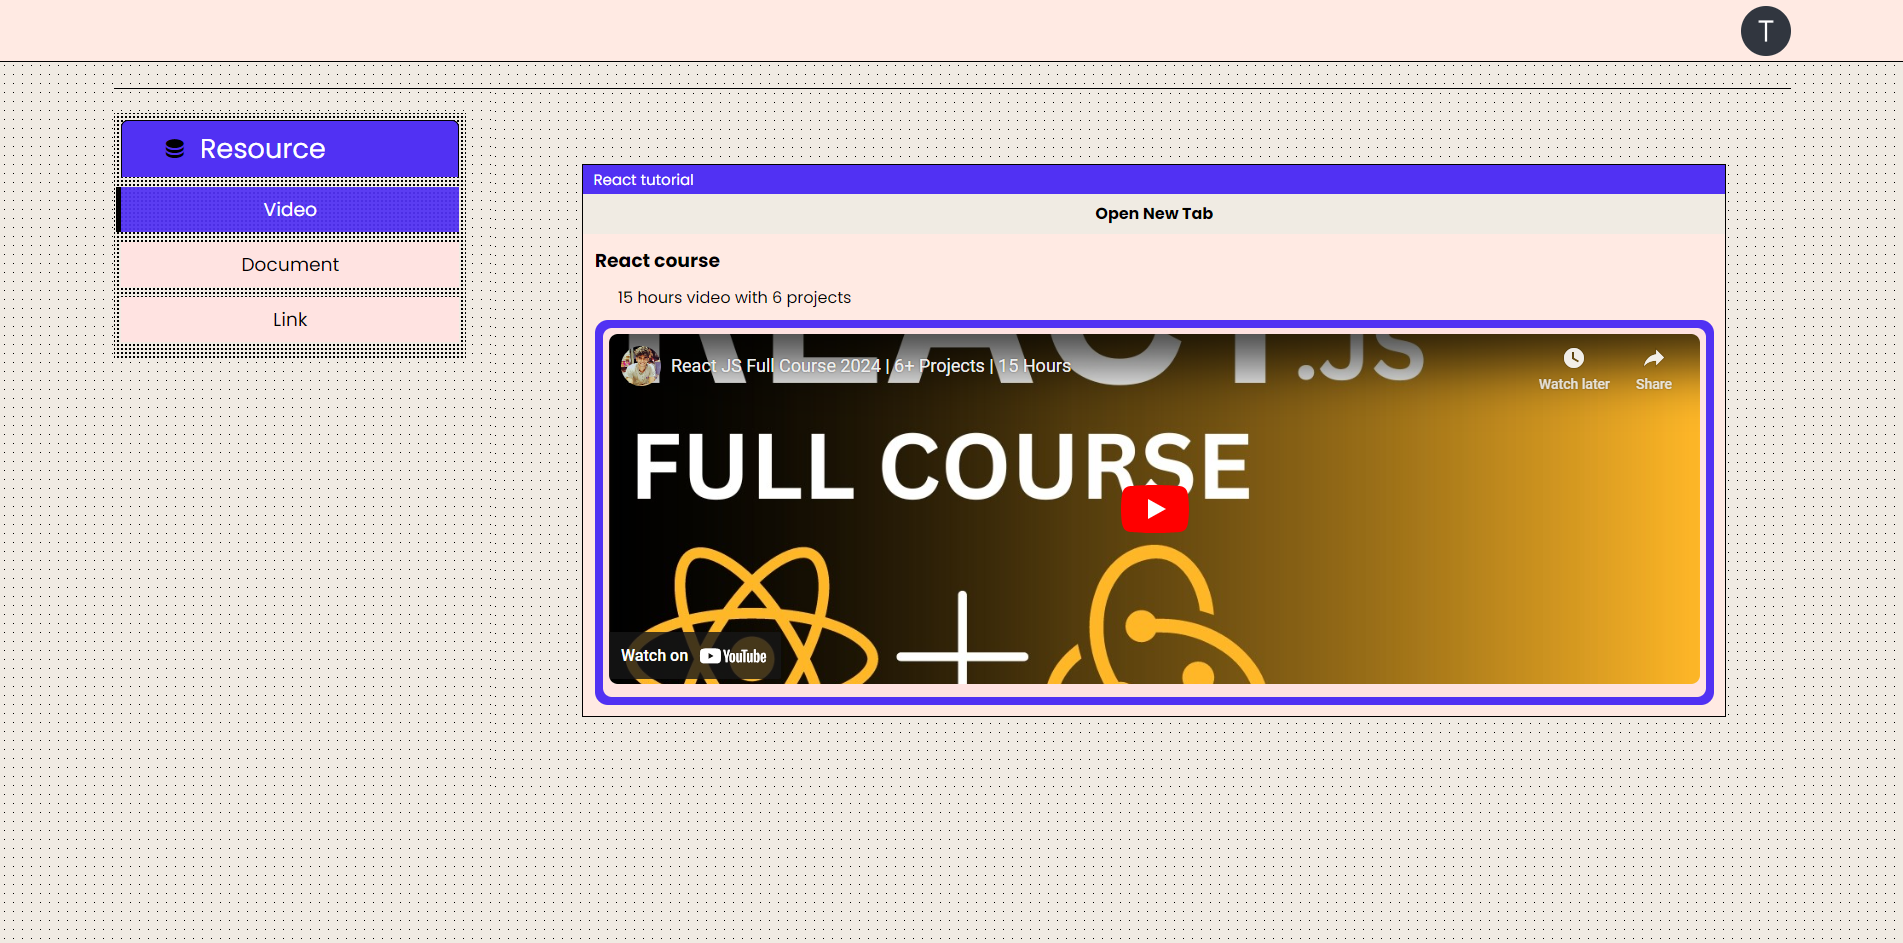 T
Resource
Video
Document
Link
React tutorial
Open New Tab
React course
15 hours video with 6 projects
REACT.JS
React JS Full Course 2024 | 6+ Projects | 15 Hours
Watch later
Share
FULL COURSE
Watch on YouTube